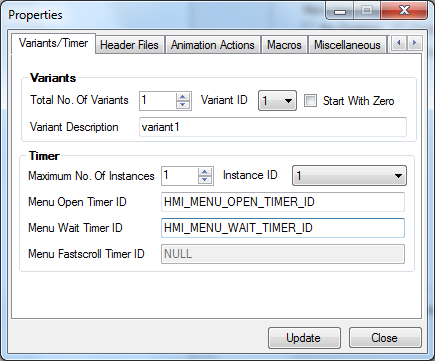 Properties
Variants/Timer Header Files Animation Actions Macros Miscellaneous
Variants
Total No. Of Variants 1 Variant ID 1 Start With Zero
Variant Description variant1
Timer
Maximum No. Of Instances 1 Instance ID 1
Menu Open Timer ID HMI_MENU_OPEN_TIMER_ID
Menu Wait Timer ID HMI_MENU_WAIT_TIMER_ID
Menu Fastscroll Timer ID NULL
Update Close